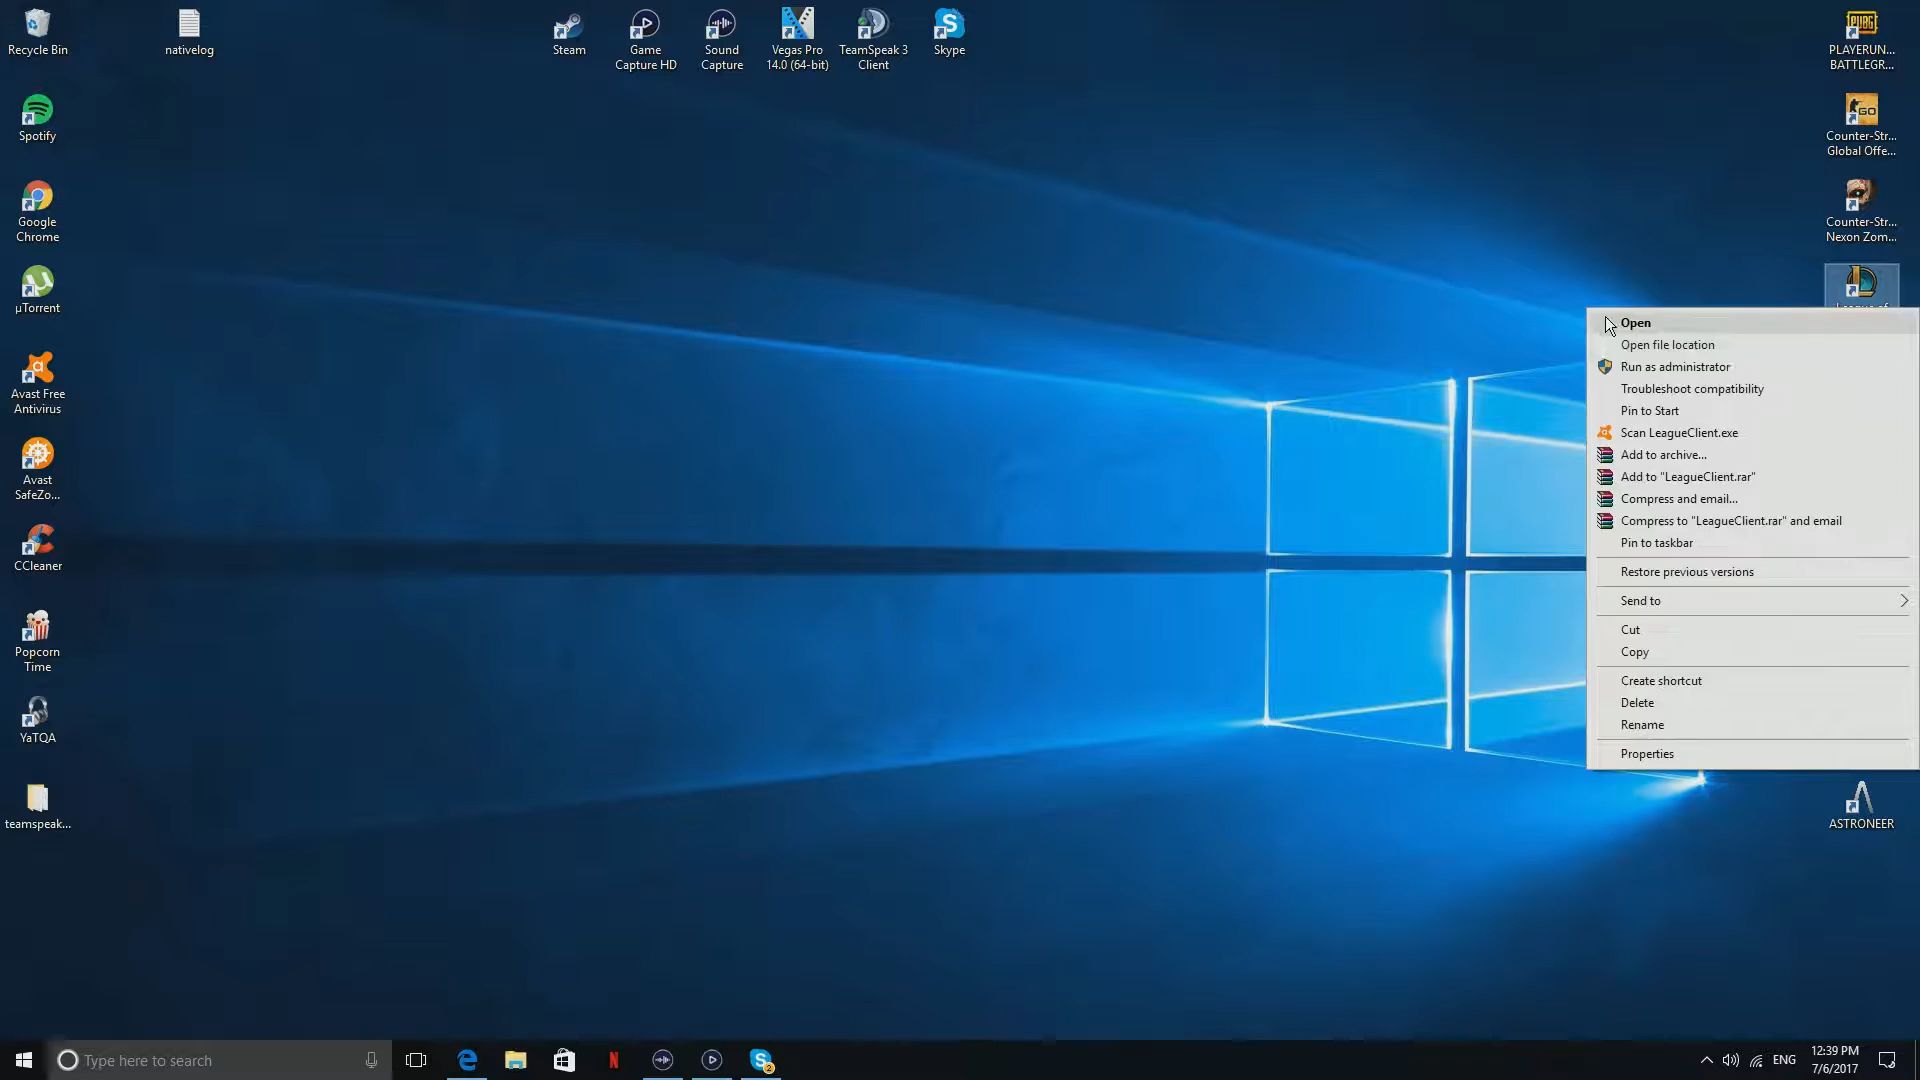 Recycle Bin
nativelog
Steam
Game
Capture HD
Sound
Capture
Vegas Pro
14.0 (64-bit)
TeamSpeak 3
Client
Skype
PUBG
PLAYERUN...
BATTLEGR...
Spotify
GO
Counter-Str...
Global Offe...
Google
Chrome
Counter-Str...
Nexon Zom...
µTorrent
League of
Avast Free
Antivirus
Avast
SafeZo...
CCleaner
Popcorn
Time
YaTQA
teamspeak...
Open
Open file location
Run as administrator
Troubleshoot compatibility
Pin to Start
Scan LeagueClient.exe
Add to archive...
Add to "LeagueClient.rar"
Compress and email...
Compress to "LeagueClient.rar" and email
Pin to taskbar
Restore previous versions
Send to
Cut
Copy
Create shortcut
Delete
Rename
Properties
ASTRONEER
Type here to search
2
ENG
12:39 PM
7/6/2017